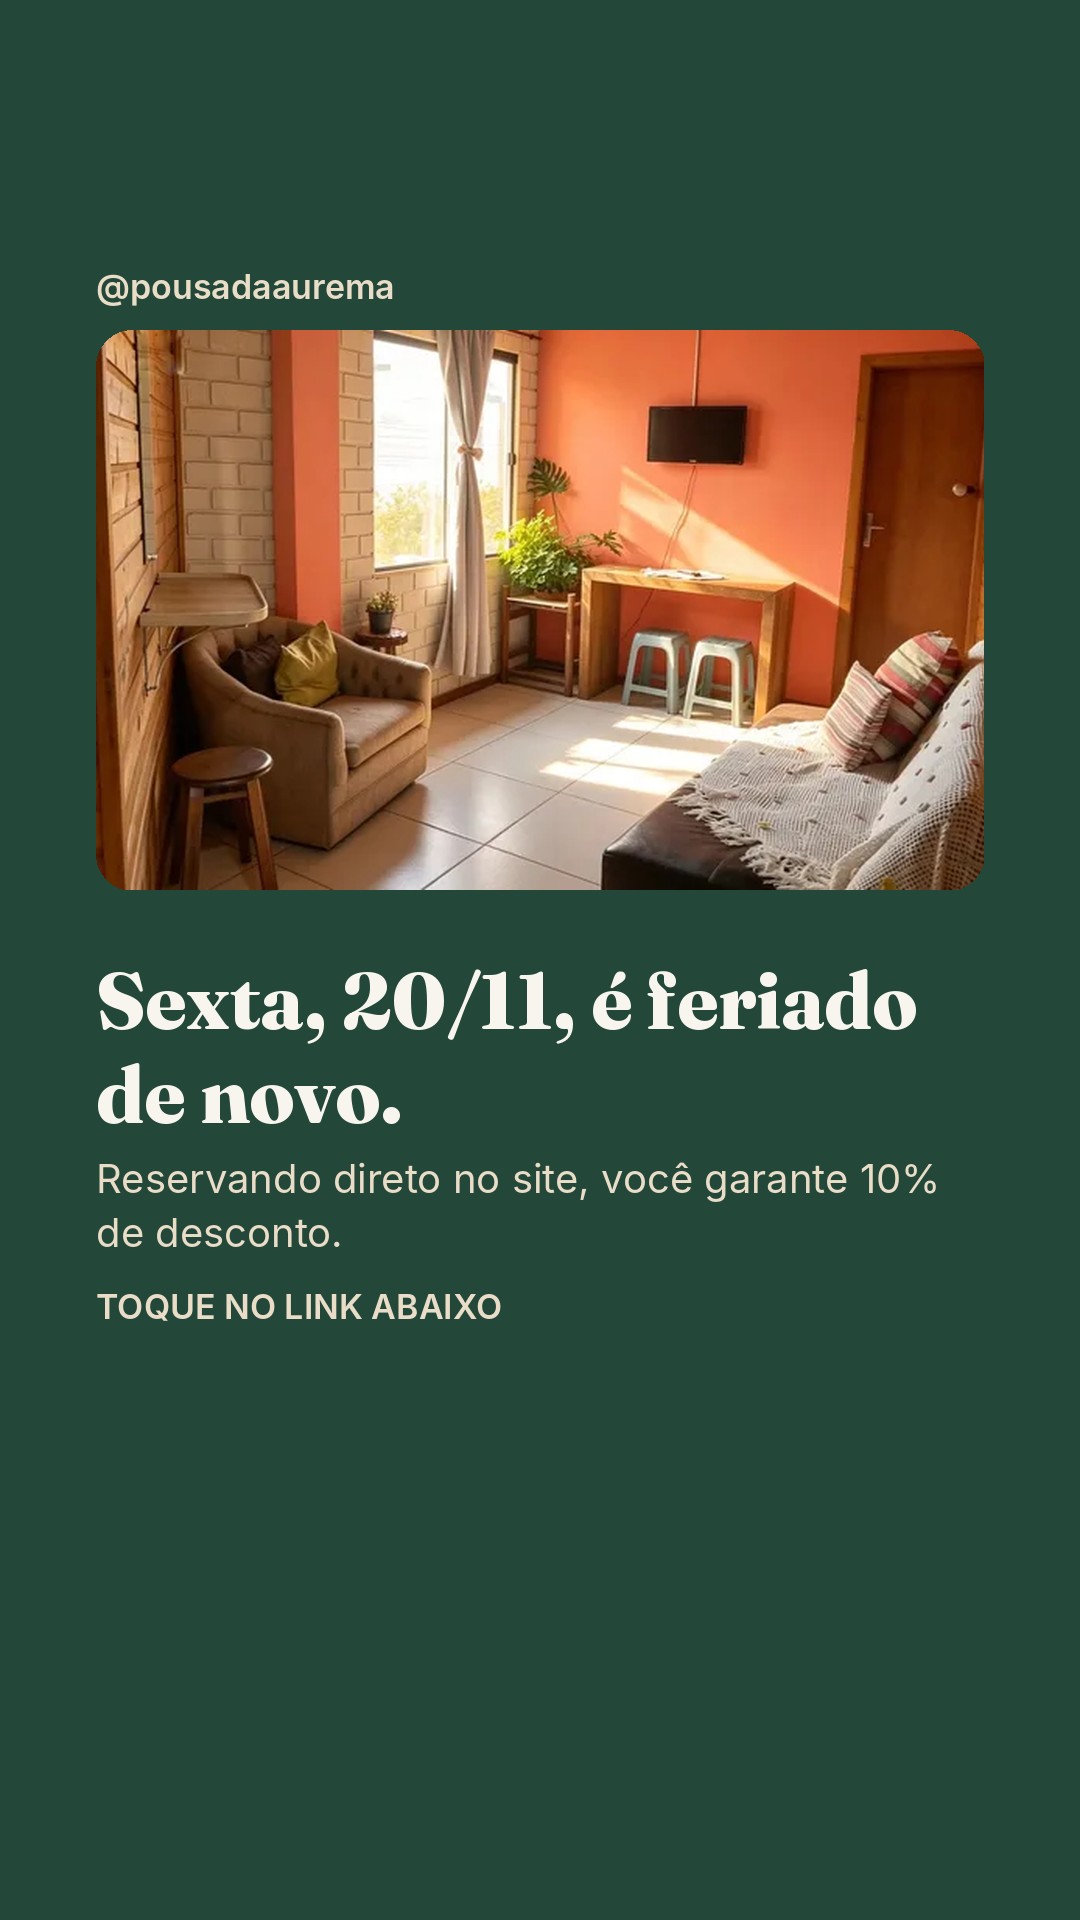 @pousadaaurema
Sexta, 20/11, é feriado
de novo.
Reservando direto no site, você garante 10%
de desconto.
TOQUE NO LINK ABAIXO